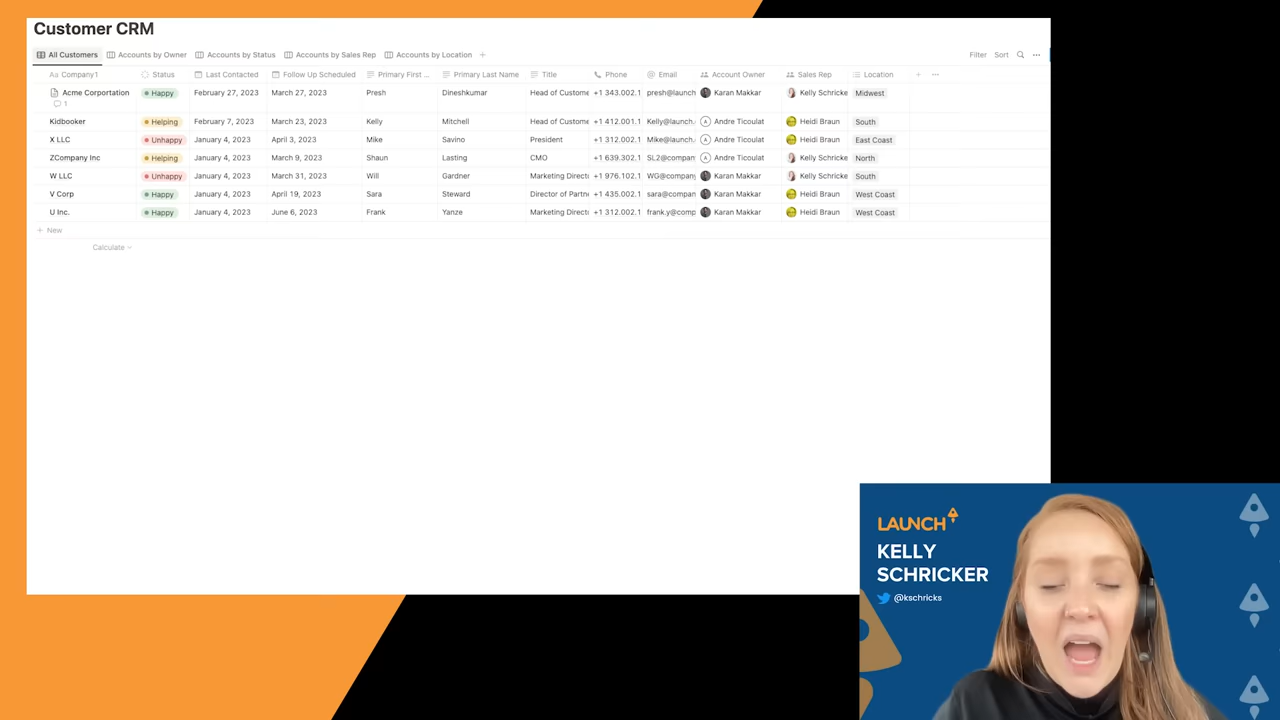 Customer CRM
All Customers Accounts by Owner Accounts by Status Accounts by Sales Rep Accounts by Location + Filter Sort ...
Aa Company1 Status Last Contacted Follow Up Scheduled Primary First ... Primary Last Name Title Phone @ Email Account Owner Sales Rep Location + ...
Acme Corportation Happy February 27, 2023 March 27, 2023 Presh Dineshkumar Head of Custome +1 343.002.1 presh@launch Karan Makkar Kelly Schricke Midwest
1
Kidbooker Helping February 7, 2023 March 23, 2023 Kelly Mitchell Head of Custome +1 412.001.1 Kelly@launch. A Andre Ticoulat Heidi Braun South
X LLC Unhappy January 4, 2023 April 3, 2023 Mike Savino President +1 312.002.1 Mike@launch. A Andre Ticoulat Heidi Braun East Coast
ZCompany Inc Helping January 4, 2023 March 9, 2023 Shaun Lasting CMO +1 639.302.1 SL2@compan A Andre Ticoulat Kelly Schricke North
W LLC Unhappy January 4, 2023 March 31, 2023 Will Gardner Marketing Directo +1 976.102.1 WG@company Karan Makkar Kelly Schricke South
V Corp Happy January 4, 2023 April 19, 2023 Sara Steward Director of Partne +1 435.002.1 sara@compan Karan Makkar Heidi Braun West Coast
U Inc. Happy January 4, 2023 June 6, 2023 Frank Yanze Marketing Directo +1 312.002.1 frank.y@comp Karan Makkar Heidi Braun West Coast
+ New
Calculate
LAUNCH
KELLY
SCHRICKER
@kschricks